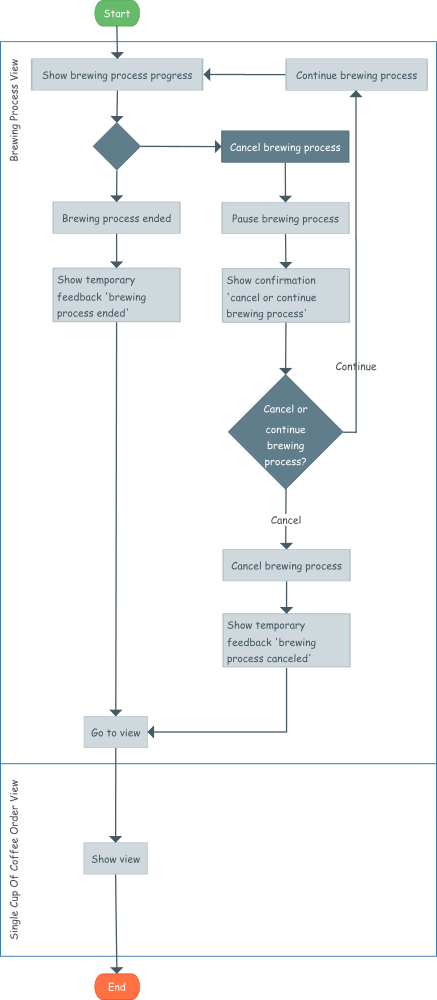 Start
Brewing Process View
Show brewing process progress
Continue brewing process
Cancel brewing process
Brewing process ended
Pause brewing process
Show temporary
feedback 'brewing
process ended'
Show confirmation
'cancel or continue
brewing process'
Continue
Cancel or
continue
brewing
process?
Cancel
Cancel brewing process
Show temporary
feedback 'brewing
process canceled'
Go to view
Single Cup Of Coffee Order View
Show view
End